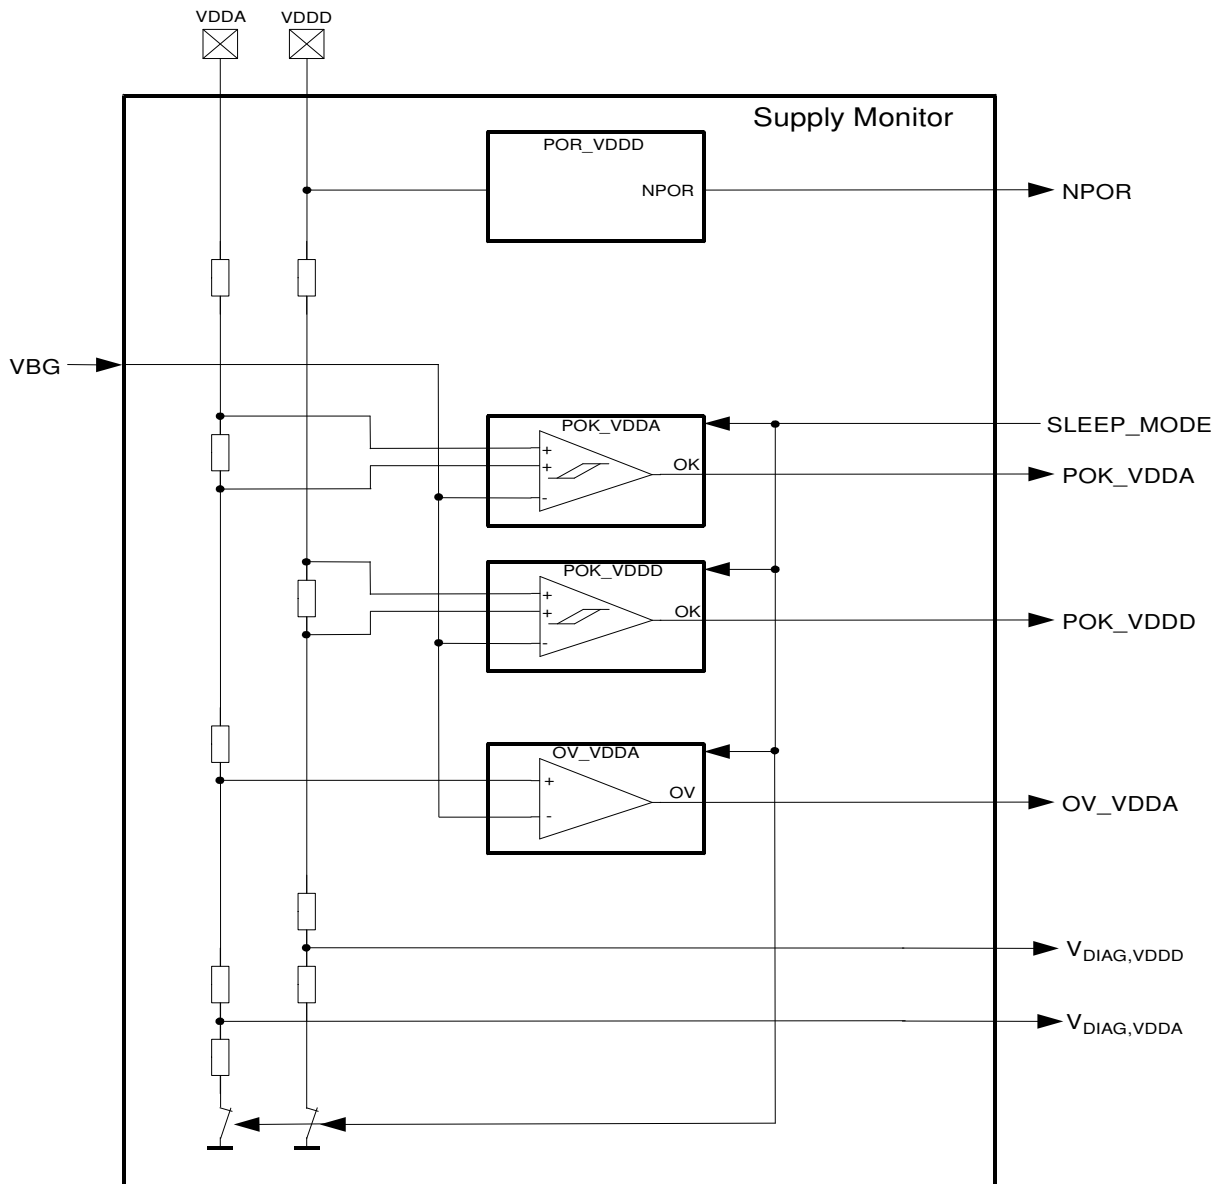 VDDA VDDD
Supply Monitor
POR_VDDD
NPOR
NPOR
VBG
SLEEP_MODE
POK_VDDA
+
+
-
OK
POK_VDDA
POK_VDDD
+
+
-
OK
POK_VDDD
OV_VDDA
+
-
OV
OV_VDDA
VDIAG,VDDD
VDIAG,VDDA